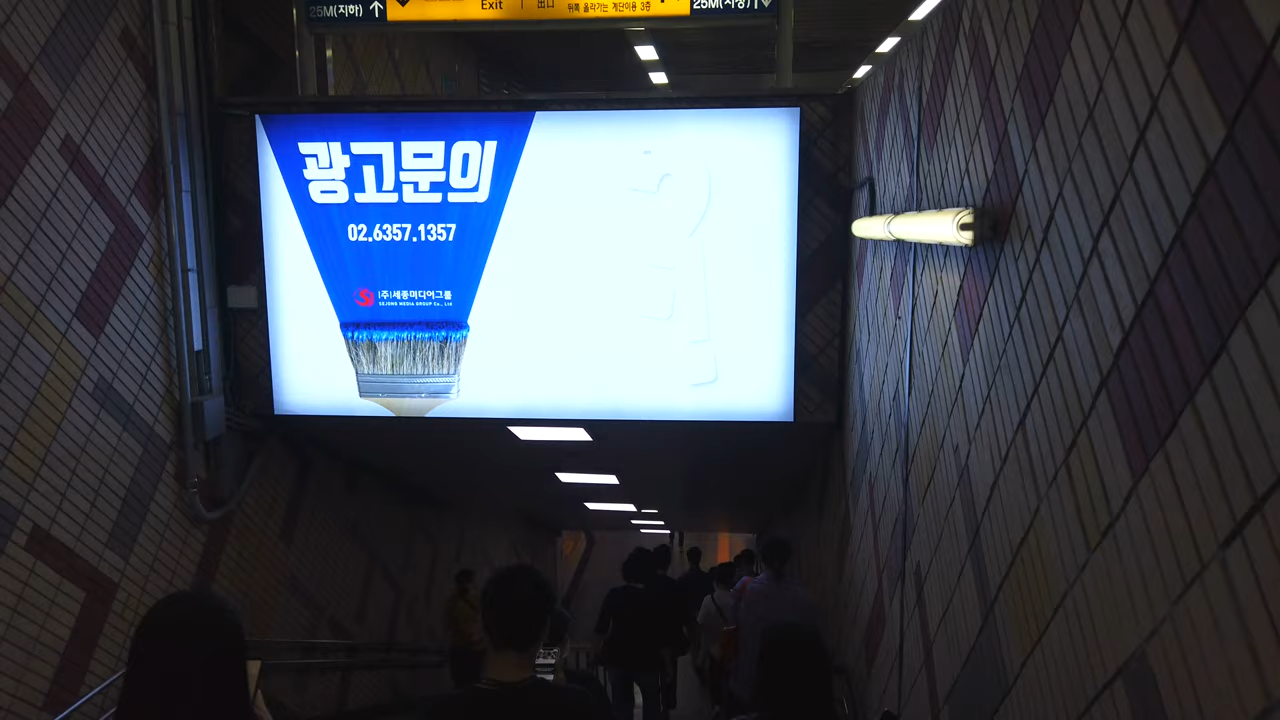 25M(지하)
Exit
出口
뒤쪽 올라가는 계단이용 3층
25M(지상)
광고문의
02.6357.1357
(주)세종미디어그룹
SEJONG MEDIA GROUP Co., Ltd